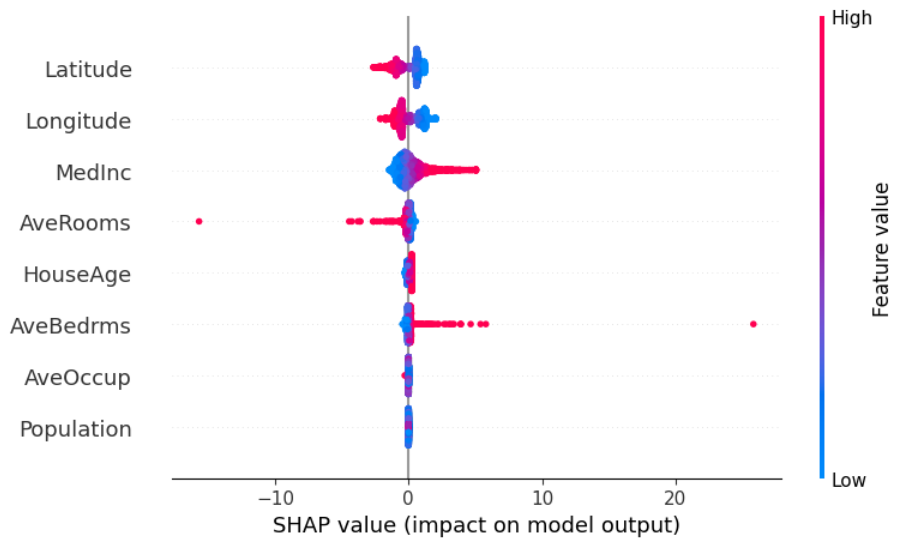 High
Latitude
Longitude
MedInc
AveRooms
HouseAge
AveBedrms
AveOccup
Population
Feature value
Low
−10 0 10 20
SHAP value (impact on model output)